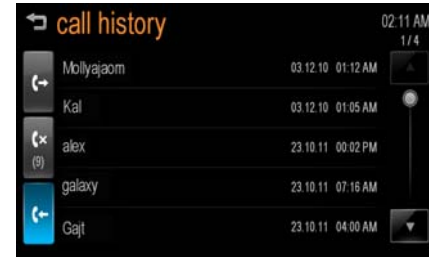 call history 02:11 AM
1/4
Mollyajaom 03.12.10 01:12 AM
Kal 03.12.10 01:05 AM
(9)
alex 23.10.11 00:02 PM
galaxy 23.10.11 07:16 AM
Gajt 23.10.11 04:00 AM